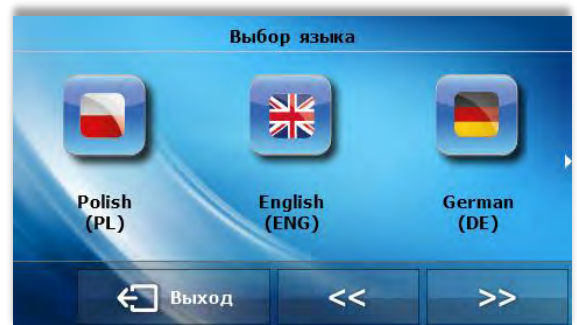 Выбор языка
Polish
(PL)
English
(ENG)
German
(DE)
Выход
<<
>>